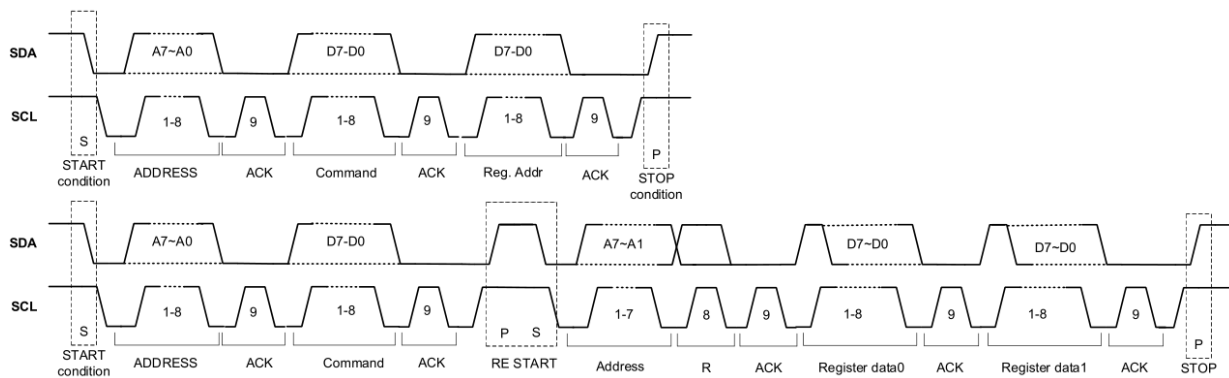 SDA A7~A0 D7-D0 D7-D0
SCL 1-8 9 1-8 9 1-8 9
S P
START condition ADDRESS ACK Command ACK Reg. Addr ACK STOP condition
SDA A7~A0 D7-D0 A7~A1 D7~D0 D7~D0
SCL 1-8 9 1-8 9 1-7 8 9 1-8 9 1-8 9
S P S P
START condition ADDRESS ACK Command ACK RE START Address R ACK Register data0 ACK Register data1 ACK STOP